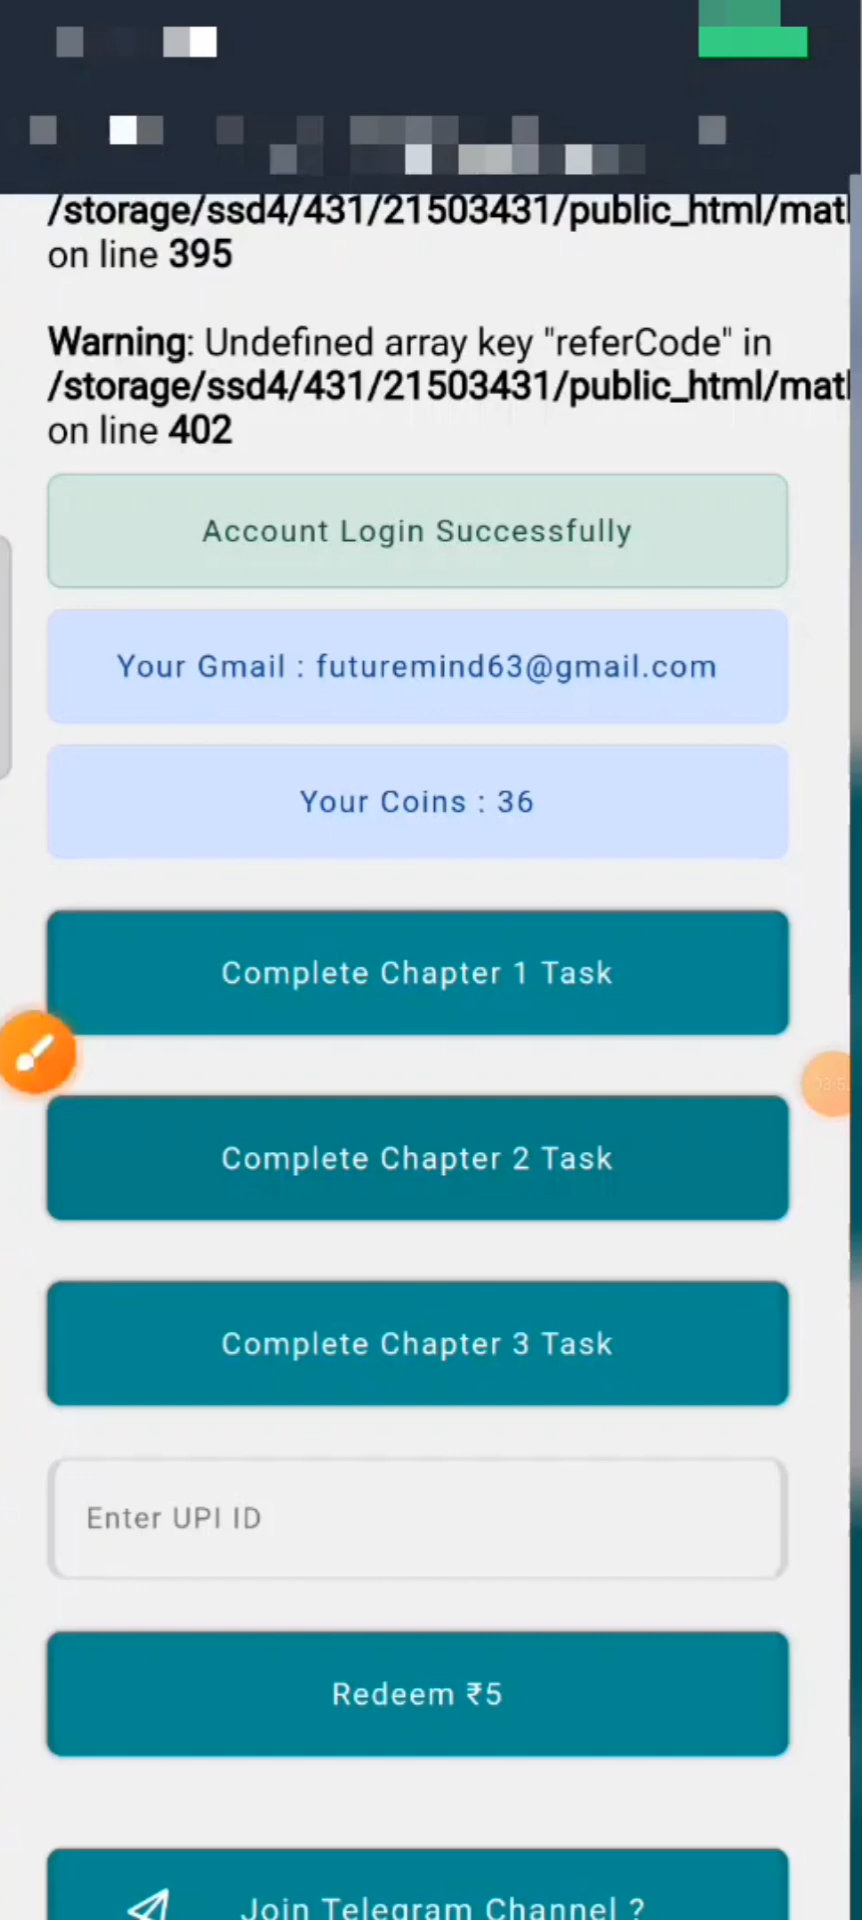 /storage/ssd4/431/21503431/public_html/mat
on line 395
Warning: Undefined array key "referCode" in
/storage/ssd4/431/21503431/public_html/mat
on line 402
Account Login Successfully
Your Gmail : futuremind63@gmail.com
Your Coins : 36
Complete Chapter 1 Task
Complete Chapter 2 Task
Complete Chapter 3 Task
Enter UPI ID
Redeem ₹5
Join Telegram Channel ?